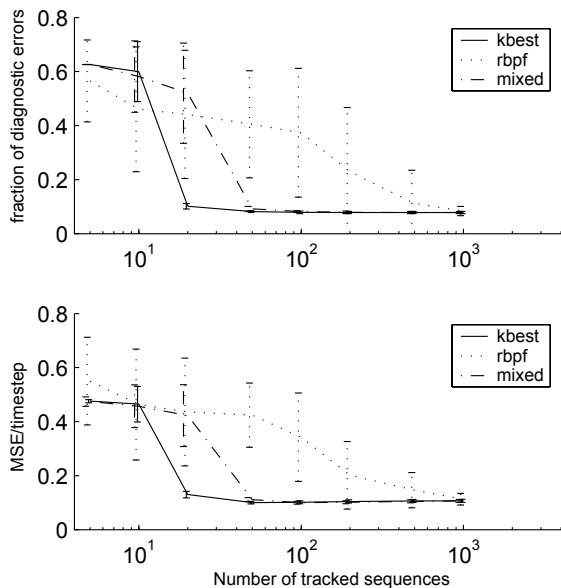 fraction of diagnostic errors
0.8
0.6
0.4
0.2
0
10^1
10^2
10^3
kbest
rbpf
mixed
MSE/timestep
0.8
0.6
0.4
0.2
0
10^1
10^2
10^3
kbest
rbpf
mixed
Number of tracked sequences